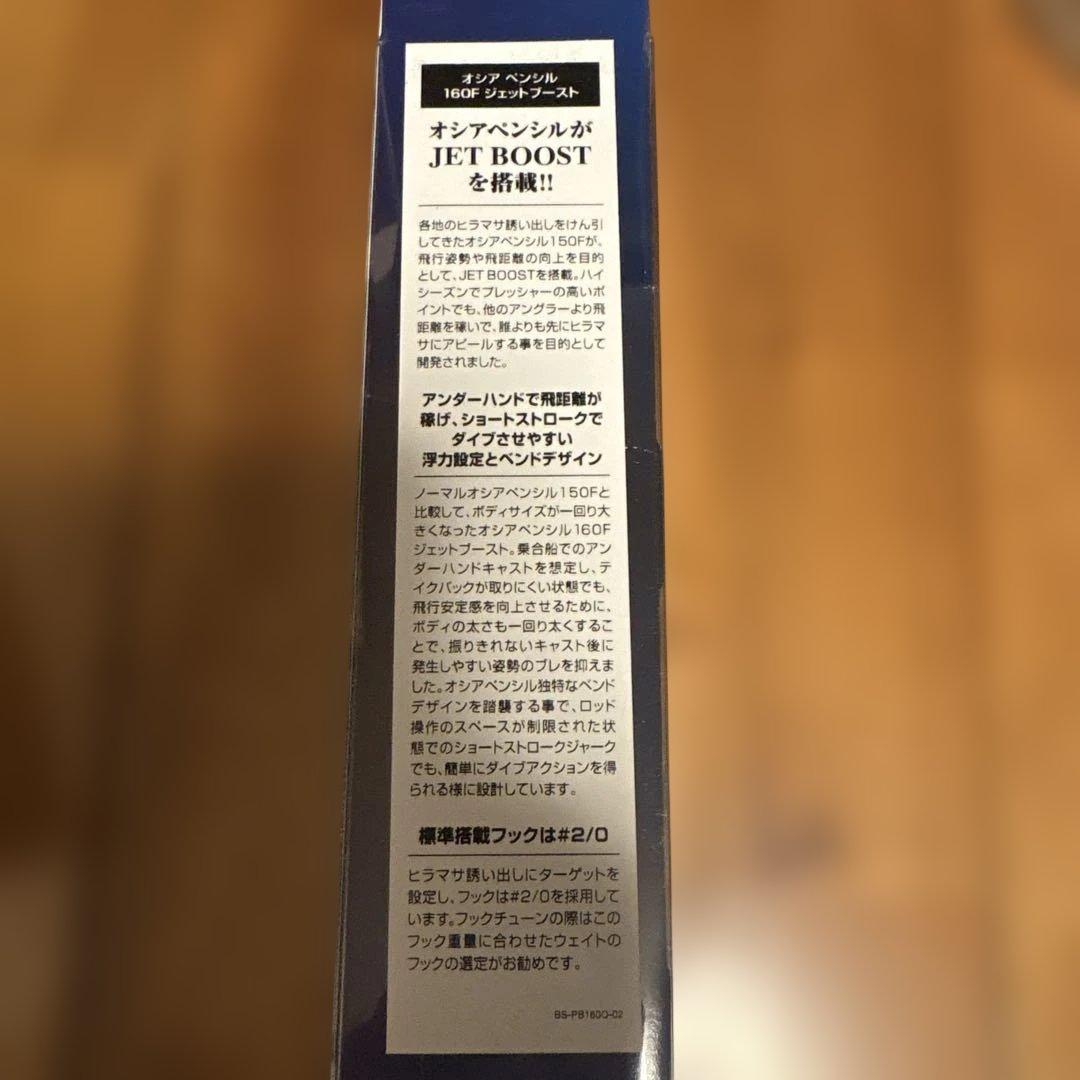 オシア ペンシル
160F ジェットブースト
オシアペンシルが
JET BOOST
を搭載!!
各地のヒラマサ誘い出しをけん引
してきたオシアペンシル150Fが、
飛行姿勢や飛距離の向上を目的
として、JET BOOSTを搭載。ハイ
シーズンでプレッシャーの高いポ
イントでも、他のアングラーより飛
距離を稼いで、誰よりも先にヒラマ
サにアピールする事を目的として
開発されました。
アンダーハンドで飛距離が
稼げ、ショートストロークで
ダイブさせやすい
浮力設定とベンドデザイン
ノーマルオシアペンシル150Fと
比較して、ボディサイズが一回り大
きくなったオシアペンシル160F
ジェットブースト。乗合船でのアン
ダーハンドキャストを想定し、テ
イクバックが取りにくい状態でも、
飛行安定感を向上させるために、
ボディの太さも一回り太くするこ
とで、振りきれないキャスト後に
発生しやすい姿勢のブレを抑えま
した。オシアペンシル独特なベンド
デザインを踏襲する事で、ロッド
操作のスペースが制限された状
態でのショートストロークジャーク
でも、簡単にダイブアクションを得
られる様に設計しています。
標準搭載フックは#2/0
ヒラマサ誘い出しにターゲットを
設定し、フックは#2/0を採用して
います。フックチューンの際はこの
フック重量に合わせたウェイトの
フックの選定がお勧めです。
BS-PB160Q-02